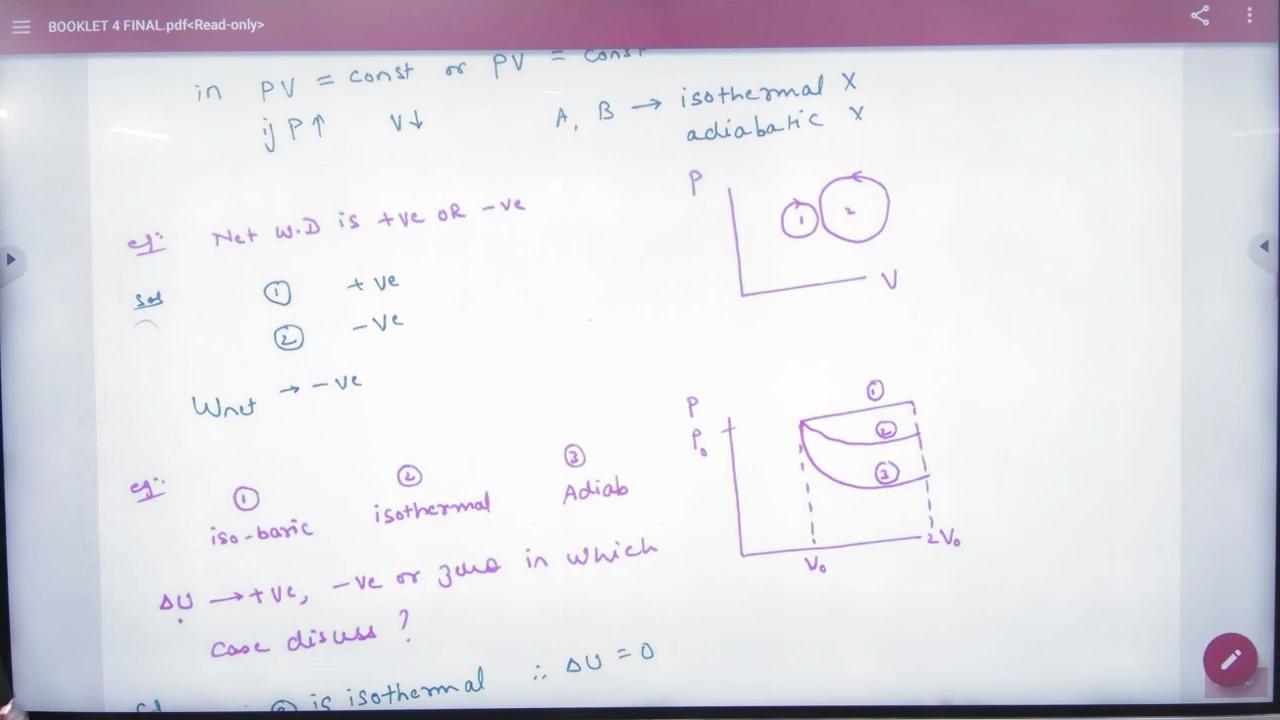 BOOKLET 4 FINAL.pdf<Read-only>
in PV = const or PV = const
ij P↑ V↓ A, B → isothermal X
adiabatic x
P
1 2
V
eg:- Net W.D is +ve OR -ve
Sol ① +ve
② -ve
Wnet → -ve
①
P
②
P₀
③
V₀ 2V₀
eg:- ① ② ③
iso-baric isothermal Adiab
ΔU → +ve, -ve or zero in which
case discuss ?
② is isothermal ∴ ΔU = 0